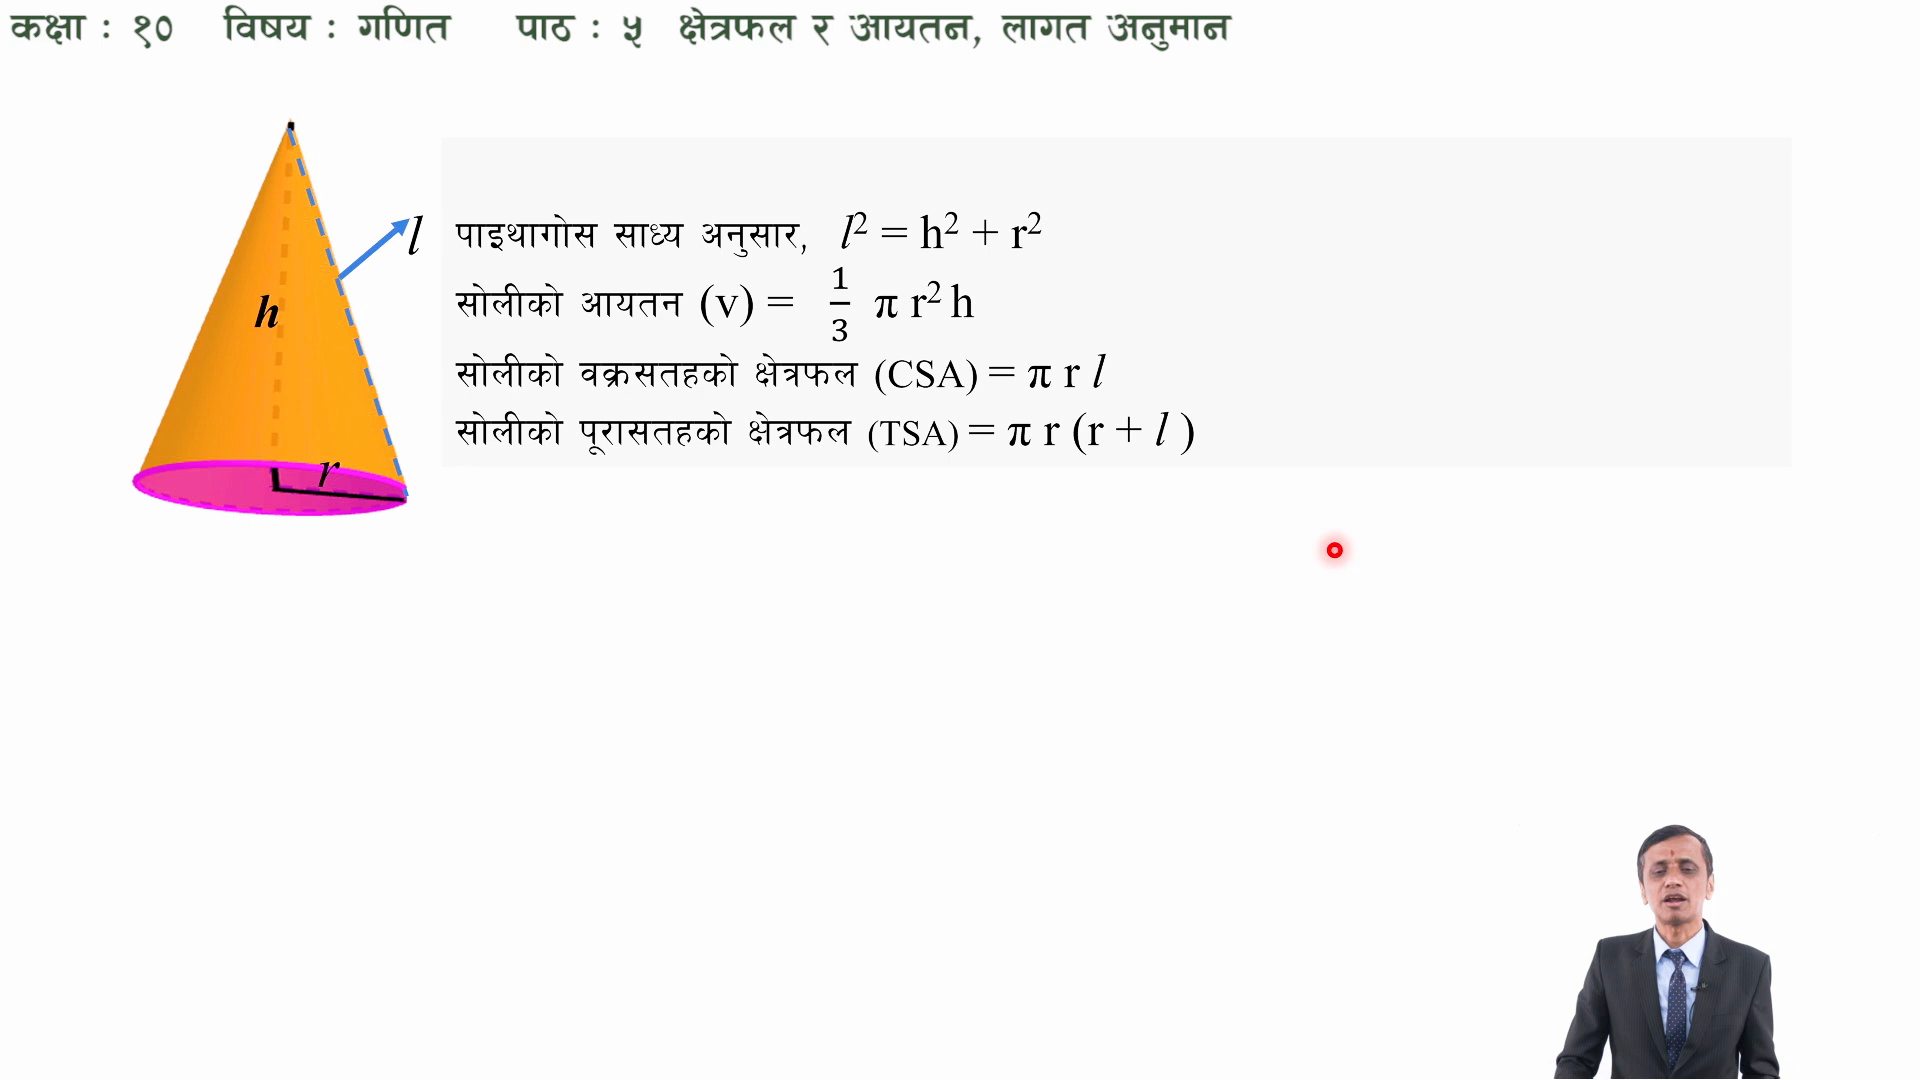 कक्षा : १० विषय : गणित पाठ : ५ क्षेत्रफल र आयतन, लागत अनुमान
l
h
r
पाइथागोस साध्य अनुसार, l² = h² + r²
सोलीको आयतन (v) = 1/3 π r² h
सोलीको वक्रसतहको क्षेत्रफल (CSA) = π r l
सोलीको पूरासतहको क्षेत्रफल (TSA) = π r (r + l )